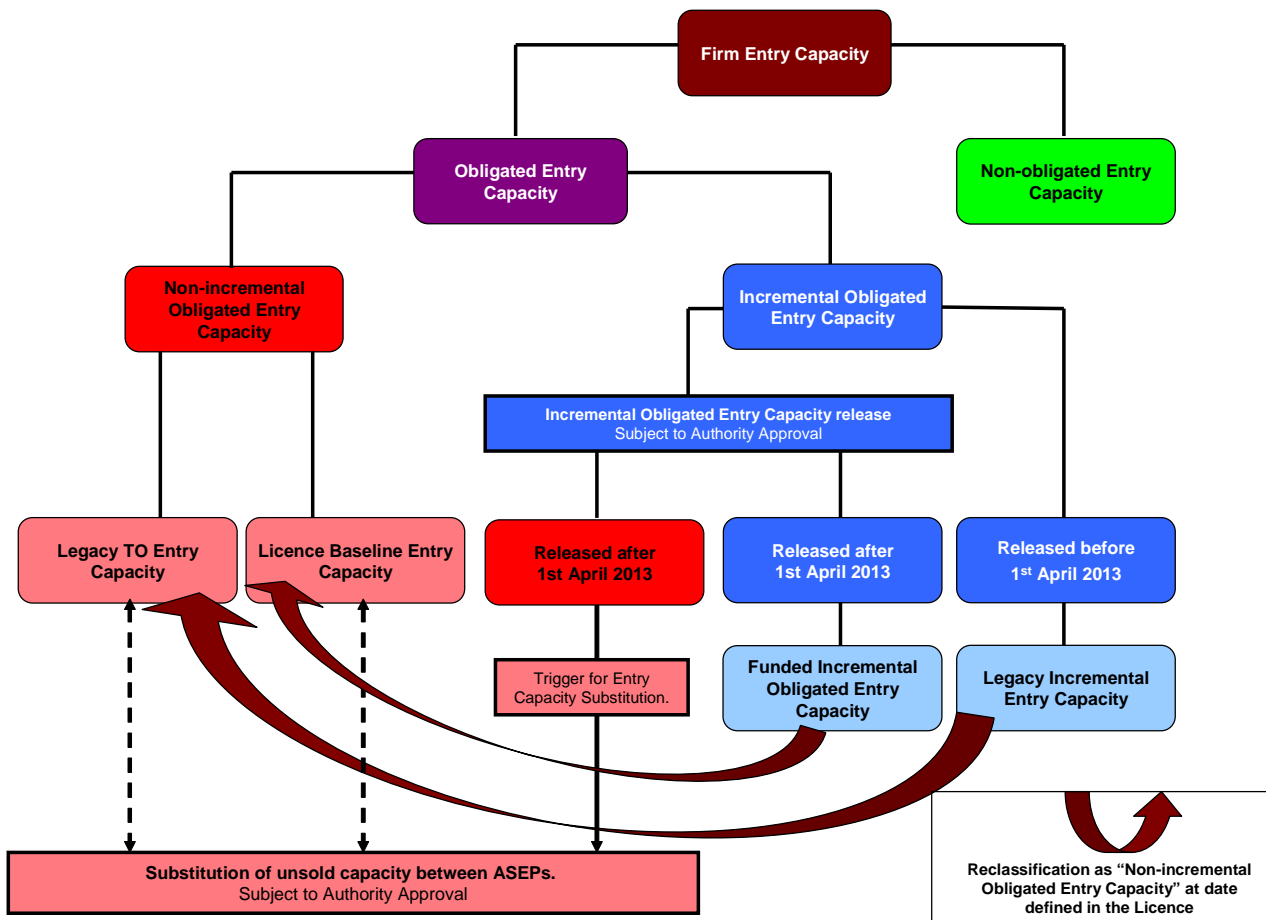 Firm Entry Capacity
Obligated Entry
Capacity
Non-obligated Entry
Capacity
Non-incremental
Obligated Entry
Capacity
Incremental Obligated
Entry Capacity
Incremental Obligated Entry Capacity release
Subject to Authority Approval
Legacy TO Entry
Capacity
Licence Baseline Entry
Capacity
Released after
1st April 2013
Released after
1st April 2013
Released before
1st April 2013
Trigger for Entry
Capacity Substitution.
Funded Incremental
Obligated Entry
Capacity
Legacy Incremental
Entry Capacity
Substitution of unsold capacity between ASEPs.
Subject to Authority Approval
Reclassification as “Non-incremental
Obligated Entry Capacity” at date
defined in the Licence